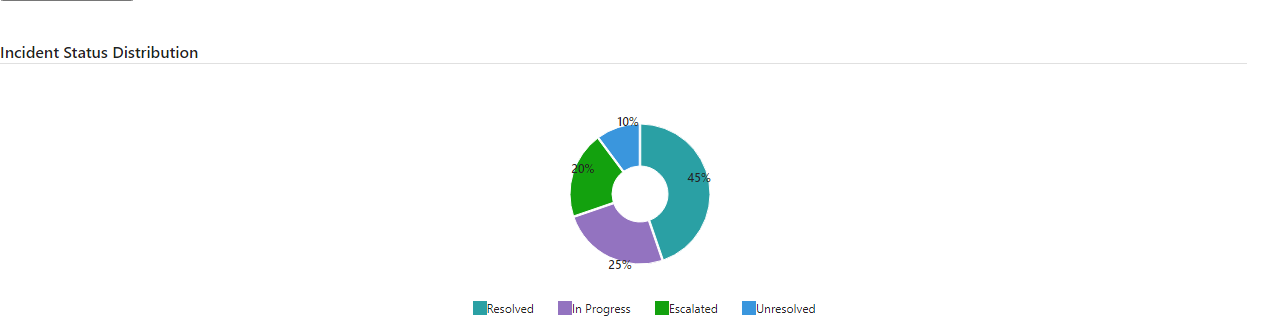 Incident Status Distribution
10%
20%
45%
25%
Resolved In Progress Escalated Unresolved